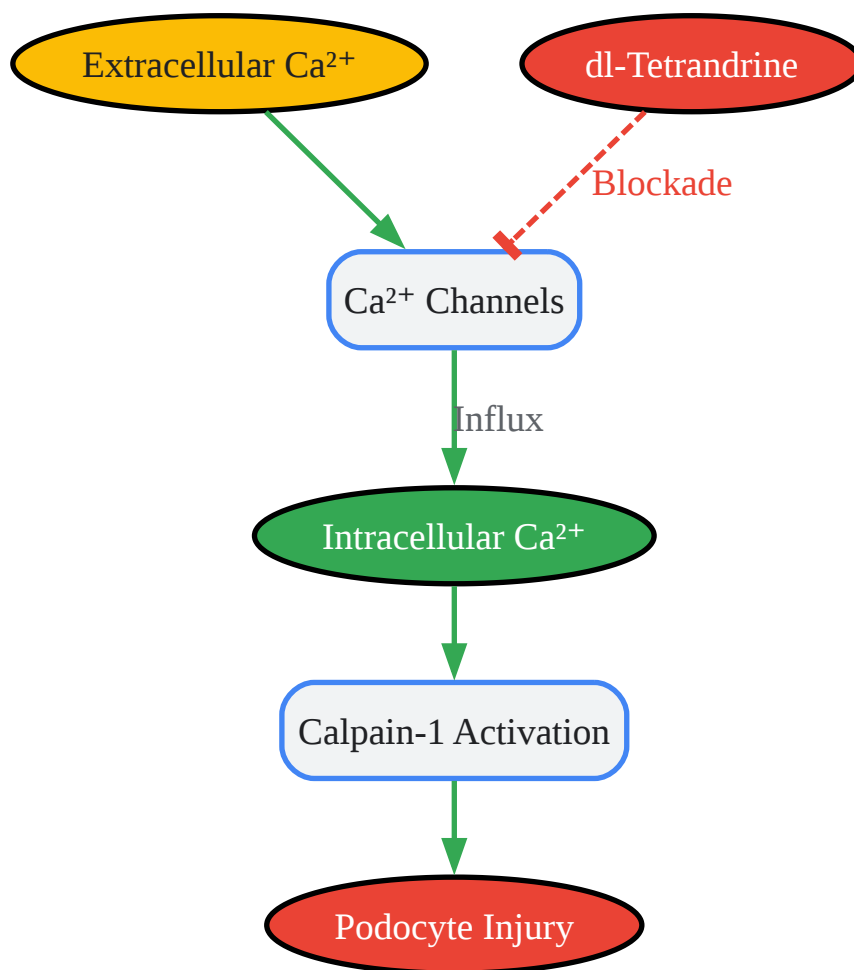 Extracellular Ca²⁺
dl-Tetrandrine
Blockade
Ca²⁺ Channels
Influx
Intracellular Ca²⁺
Calpain-1 Activation
Podocyte Injury